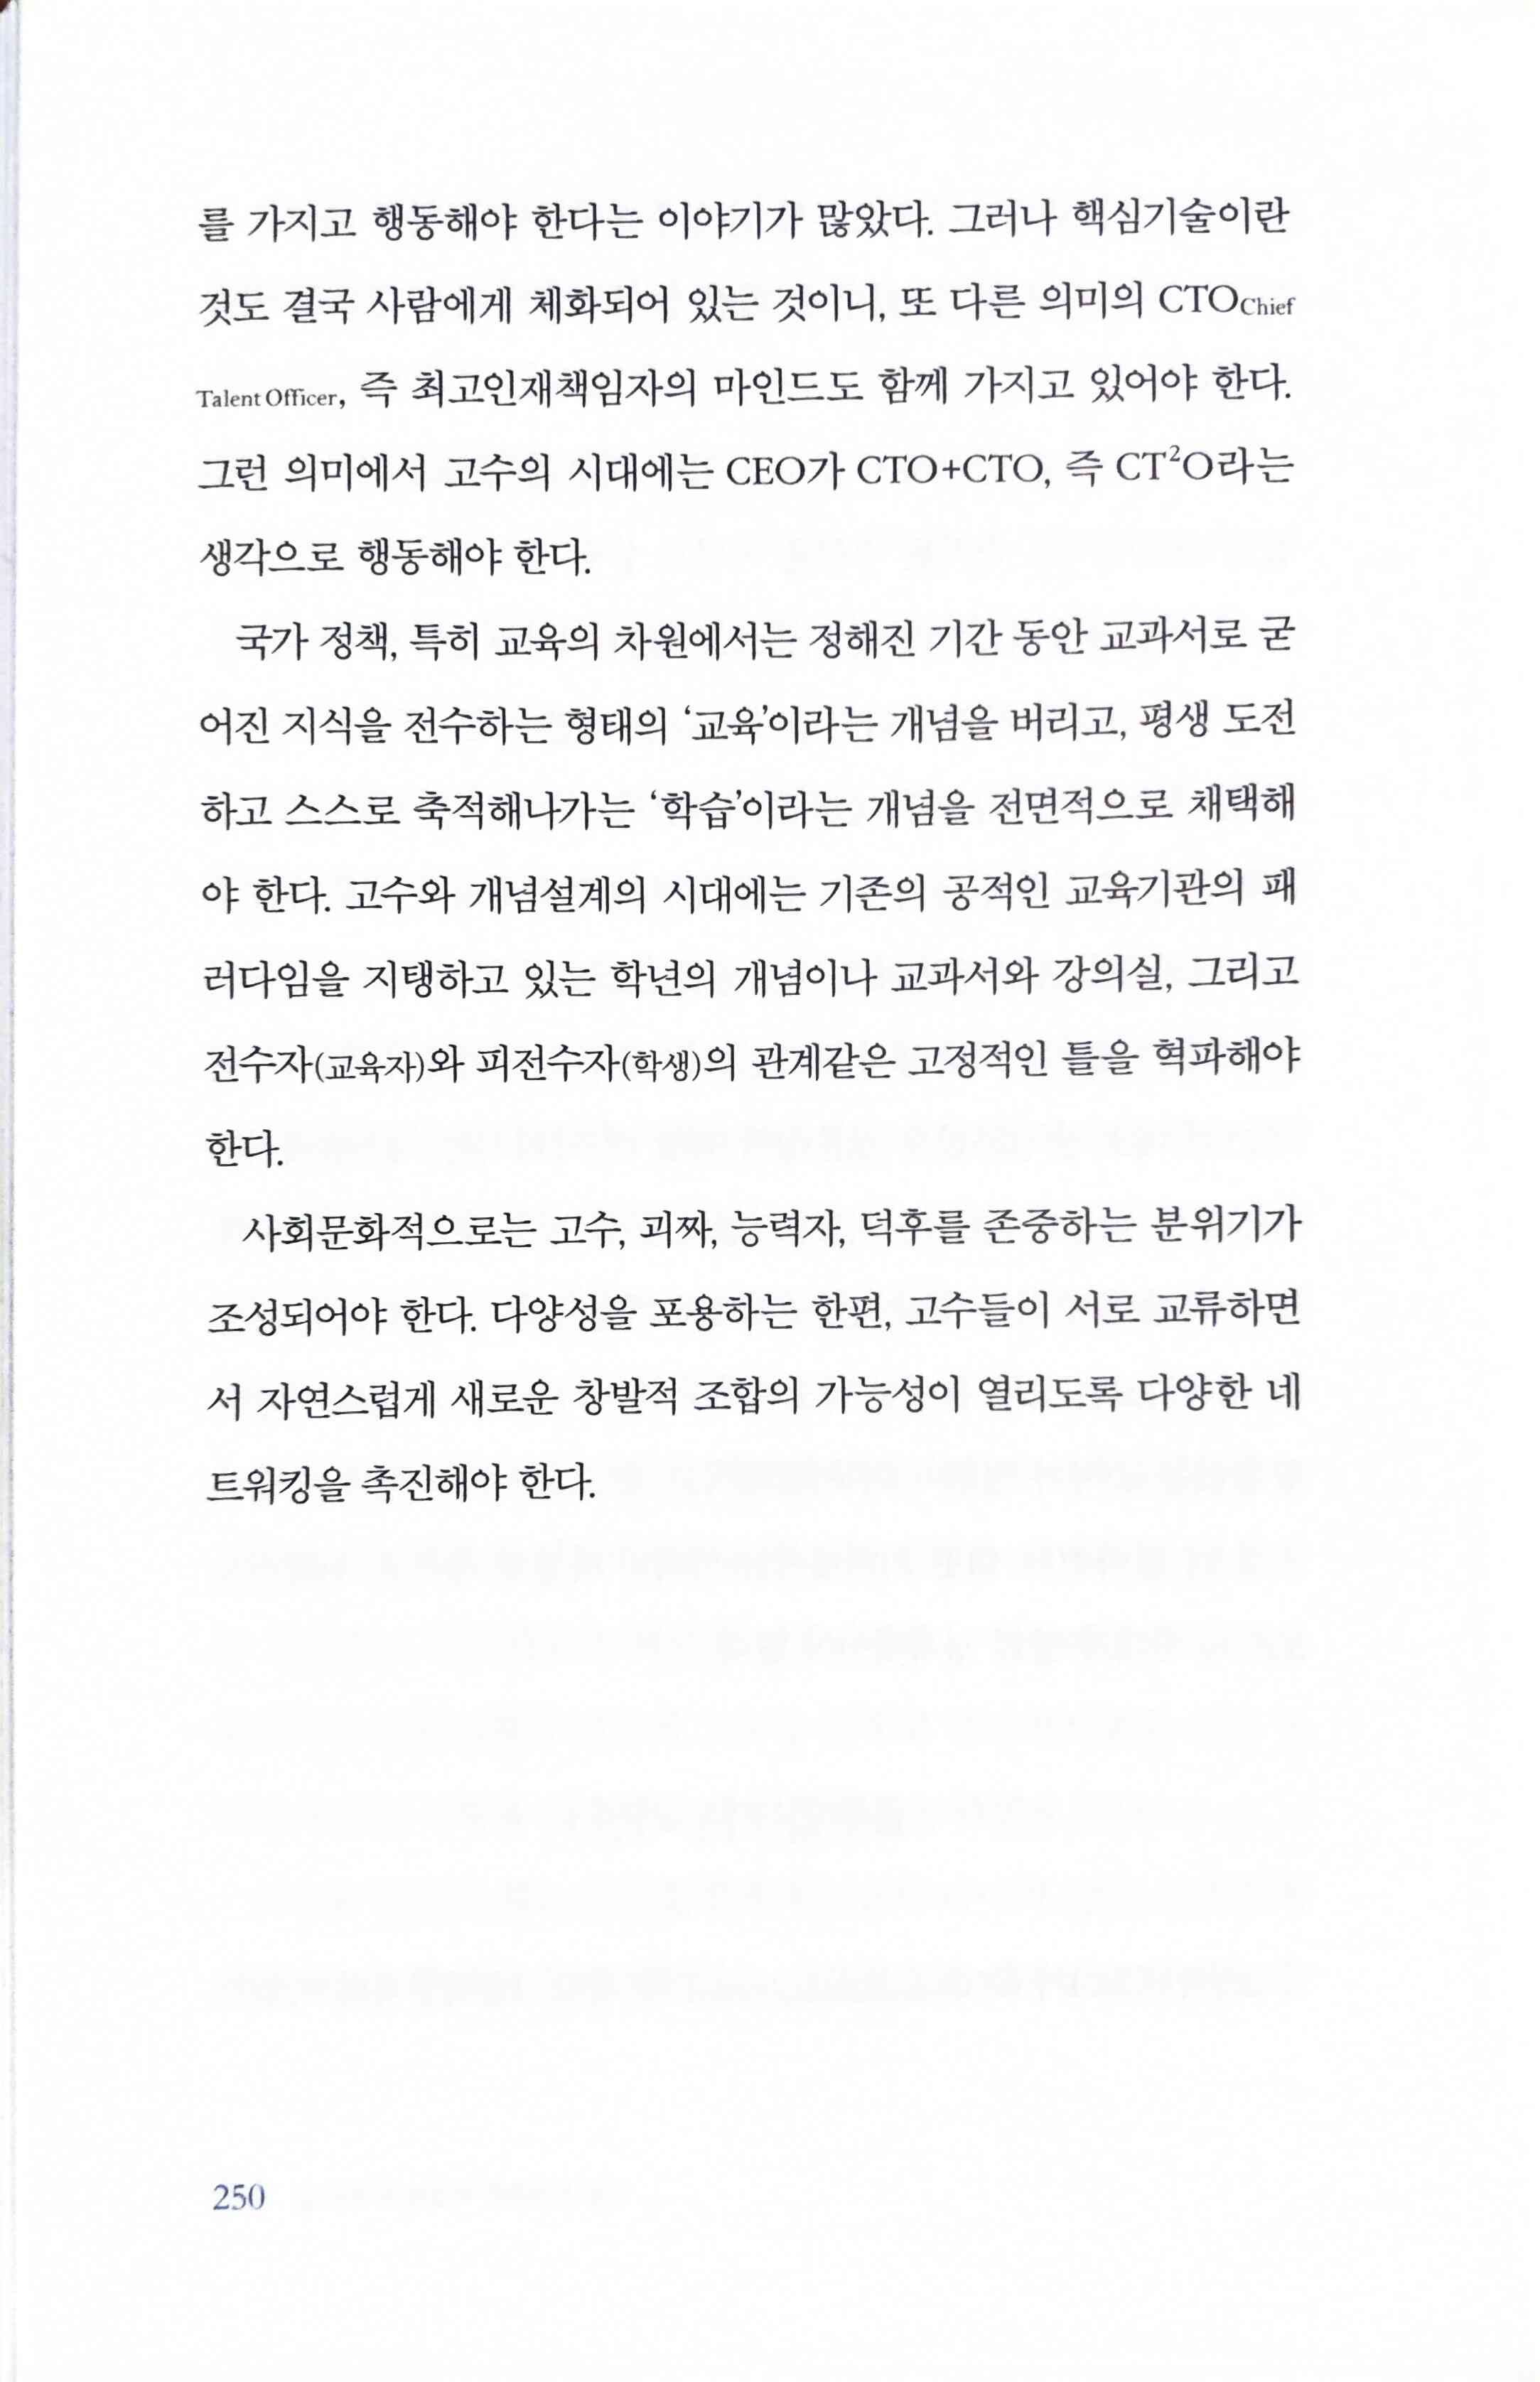 를 가지고 행동해야 한다는 이야기가 많았다. 그러나 핵심기술이란
것도 결국 사람에게 체화되어 있는 것이니, 또 다른 의미의 CTOChief
Talent Officer, 즉 최고인재책임자의 마인드도 함께 가지고 있어야 한다.
그런 의미에서 고수의 시대에는 CEO가 CTO+CTO, 즉 CT²O라는
생각으로 행동해야 한다.
국가 정책, 특히 교육의 차원에서는 정해진 기간 동안 교과서로 굳
어진 지식을 전수하는 형태의 ‘교육’이라는 개념을 버리고, 평생 도전
하고 스스로 축적해나가는 ‘학습’이라는 개념을 전면적으로 채택해
야 한다. 고수와 개념설계의 시대에는 기존의 공적인 교육기관의 패
러다임을 지탱하고 있는 학년의 개념이나 교과서와 강의실, 그리고
전수자(교육자)와 피전수자(학생)의 관계같은 고정적인 틀을 혁파해야
한다.
사회문화적으로는 고수, 괴짜, 능력자, 덕후를 존중하는 분위기가
조성되어야 한다. 다양성을 포용하는 한편, 고수들이 서로 교류하면
서 자연스럽게 새로운 창발적 조합의 가능성이 열리도록 다양한 네
트워킹을 촉진해야 한다.
250